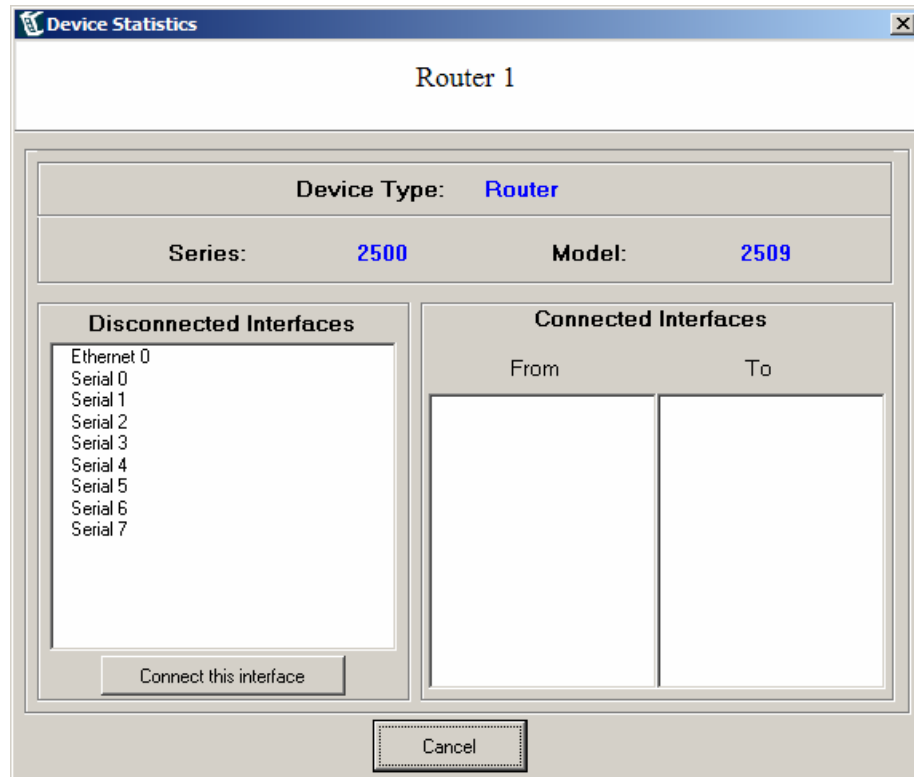 Device Statistics
Router 1
Device Type: Router
Series: 2500 Model: 2509
Disconnected Interfaces
Ethernet 0
Serial 0
Serial 1
Serial 2
Serial 3
Serial 4
Serial 5
Serial 6
Serial 7
Connect this interface
Connected Interfaces
From To
Cancel